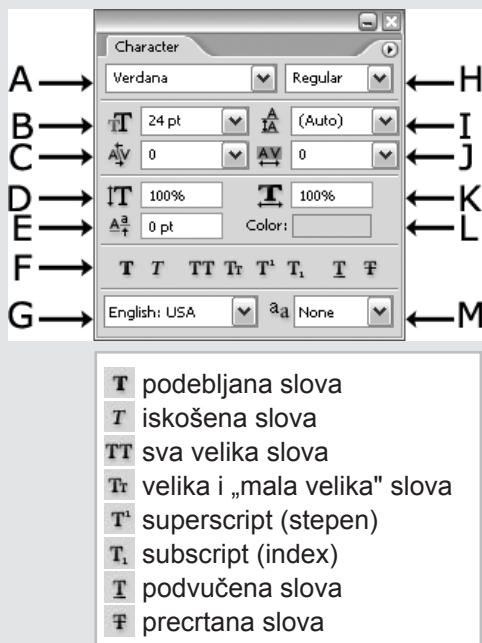 Character
A Verdana Regular H
B 24 pt (Auto) I
C 0 0 J
D 100% 100% K
E 0 pt Color: L
F T T TT Tr T¹ T₁ T T
G English: USA aa None M
T podebljana slova
T iskošena slova
TT sva velika slova
Tr velika i „mala velika" slova
T¹ superscript (stepen)
T₁ subscript (index)
T podvučena slova
T precrtana slova